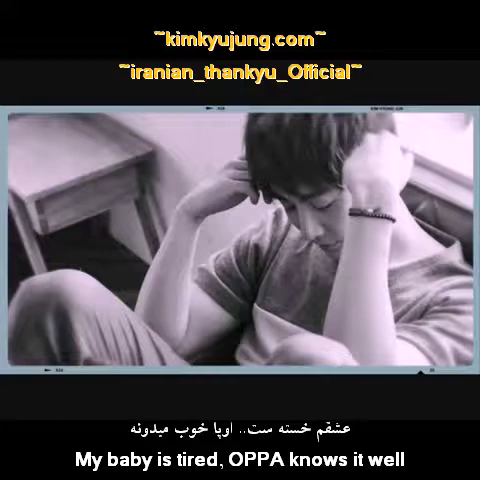 ~kimkyujung.com~
~iranian_thankyu_Official~
عشقم خسته ست.. اوپا خوب میدونه
My baby is tired, OPPA knows it well